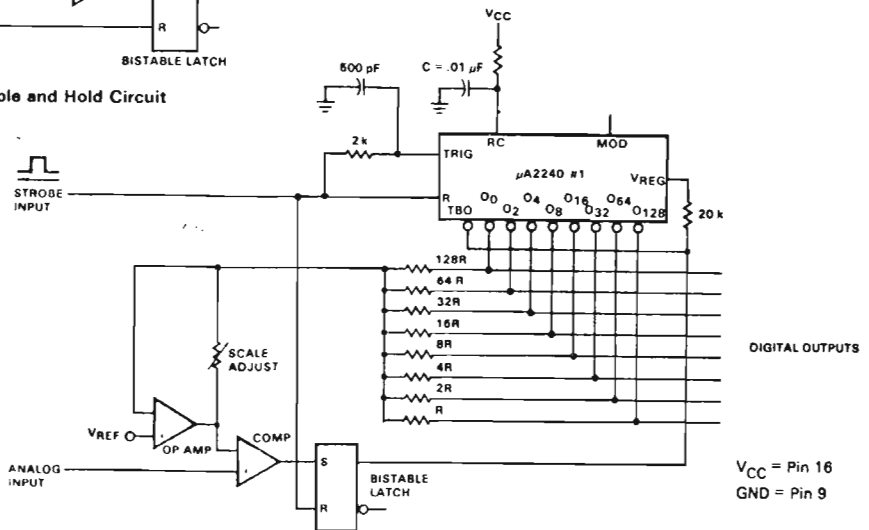 R
BISTABLE LATCH
ple and Hold Circuit
VCC
500 pF
C = .01 µF
2 k
TRIG
RC
MOD
µA2240 #1
VREG
STROBE
INPUT
R
TBO
O0
O2
O4
O8
O16
O32
O64
O128
20 k
128R
64 R
32R
16R
8R
4R
2R
R
DIGITAL OUTPUTS
SCALE
ADJUST
VREF
OP AMP
COMP
ANALOG
INPUT
S
R
BISTABLE
LATCH
VCC = Pin 16
GND = Pin 9